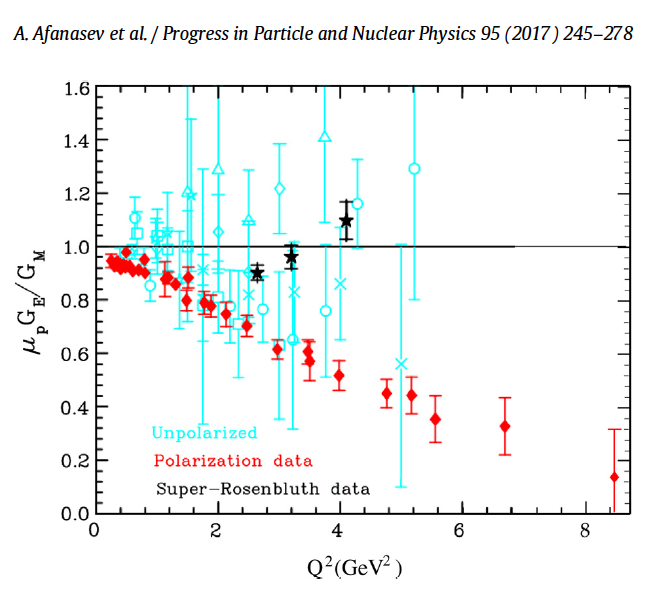 A. Afanasev et al. / Progress in Particle and Nuclear Physics 95 (2017) 245–278
1.6
1.4
1.2
1.0
0.8
0.6
0.4
0.2
0.0
μ_pG_E/G_M
Unpolarized
Polarization data
Super−Rosenbluth data
0 2 4 6 8
Q²(GeV²)